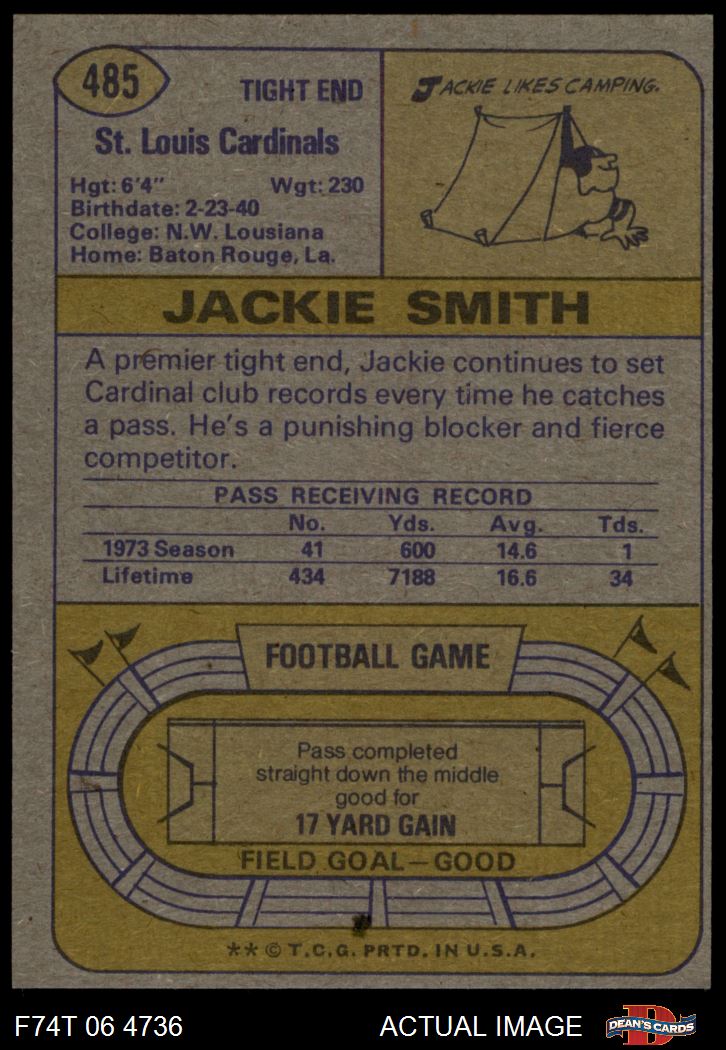 485
TIGHT END
St. Louis Cardinals
Hgt: 6'4" Wgt: 230
Birthdate: 2-23-40
College: N.W. Lousiana
Home: Baton Rouge, La.
JACKIE LIKES CAMPING.
JACKIE SMITH
A premier tight end, Jackie continues to set
Cardinal club records every time he catches
a pass. He's a punishing blocker and fierce
competitor.
PASS RECEIVING RECORD
No. Yds. Avg. Tds.
1973 Season 41 600 14.6 1
Lifetime 434 7188 16.6 34
FOOTBALL GAME
Pass completed
straight down the middle
good for
17 YARD GAIN
FIELD GOAL—GOOD
** © T.C.G. PRTD. IN U.S.A.
F74T 06 4736 ACTUAL IMAGE
D
DEAN'S CARDS